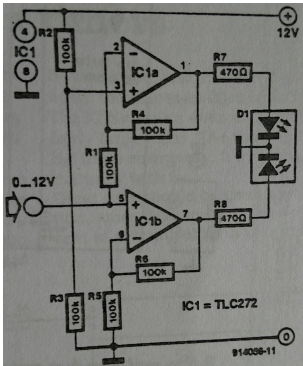 4
IC1
8
R2
100k
+
12V
2
1
IC1a
3
R7
470Ω
R4
100k
D1
R1
100k
0...12V
5
IC1b
7
6
R8
470Ω
R6
100k
R3
100k
R5
100k
IC1 = TLC272
0
914036-11